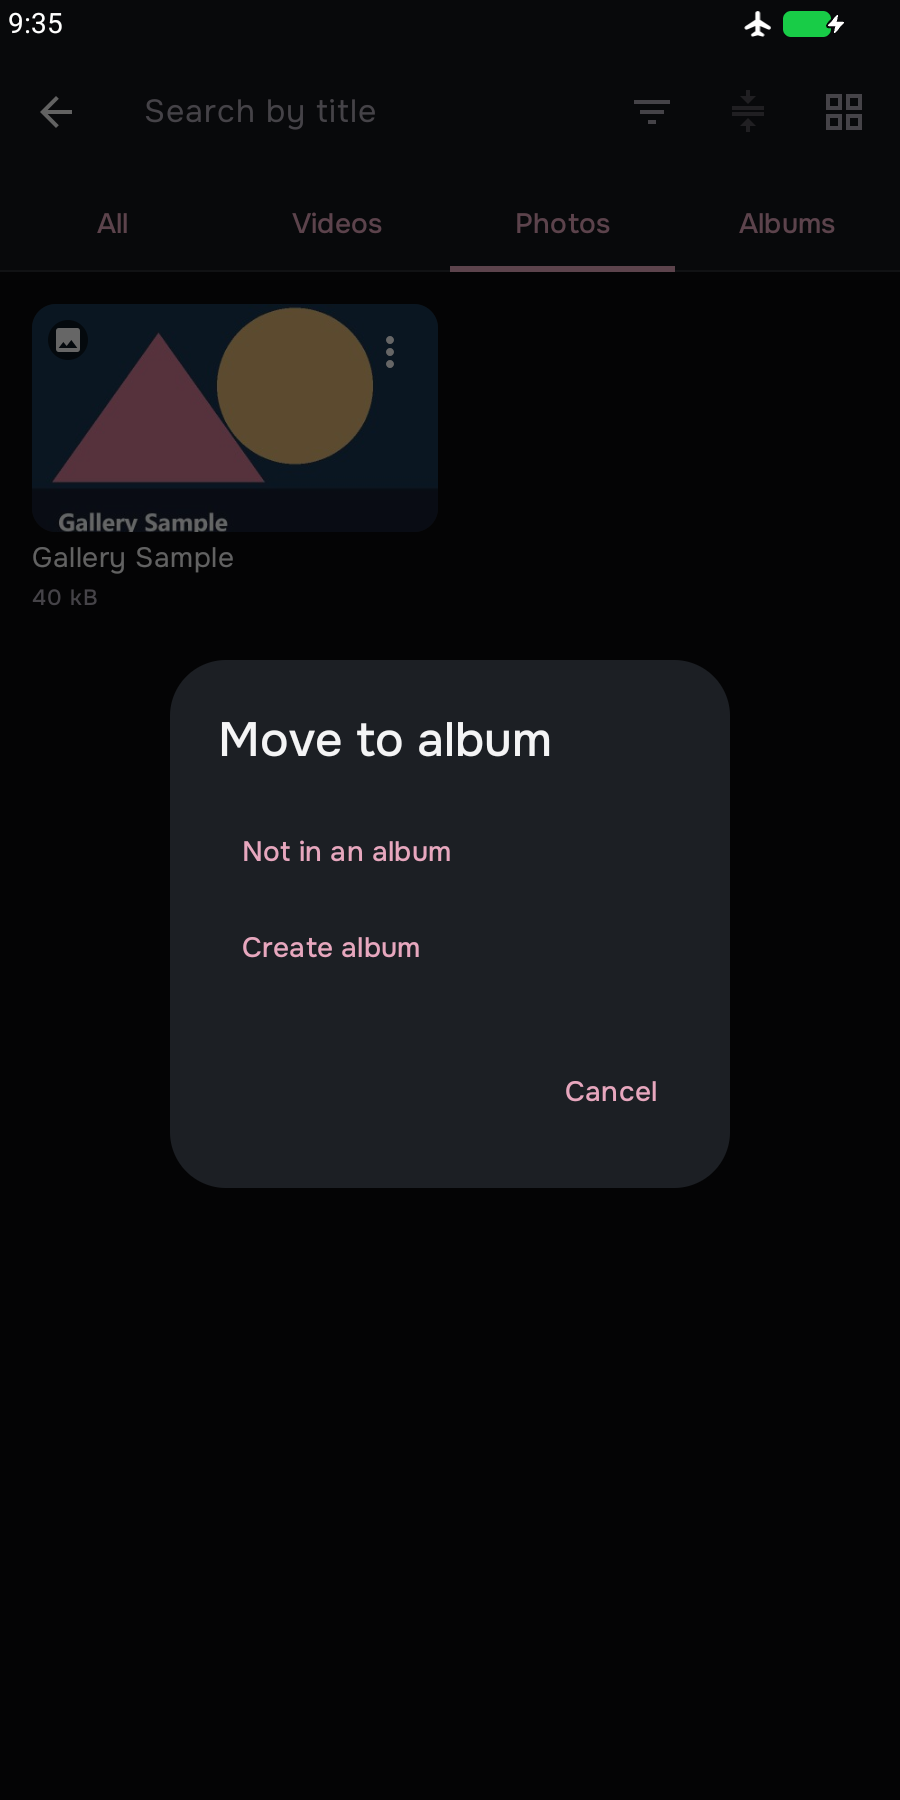 9:35
Search by title
All
Videos
Photos
Albums
Gallery Sample
Gallery Sample
40 kB
Move to album
Not in an album
Create album
Cancel